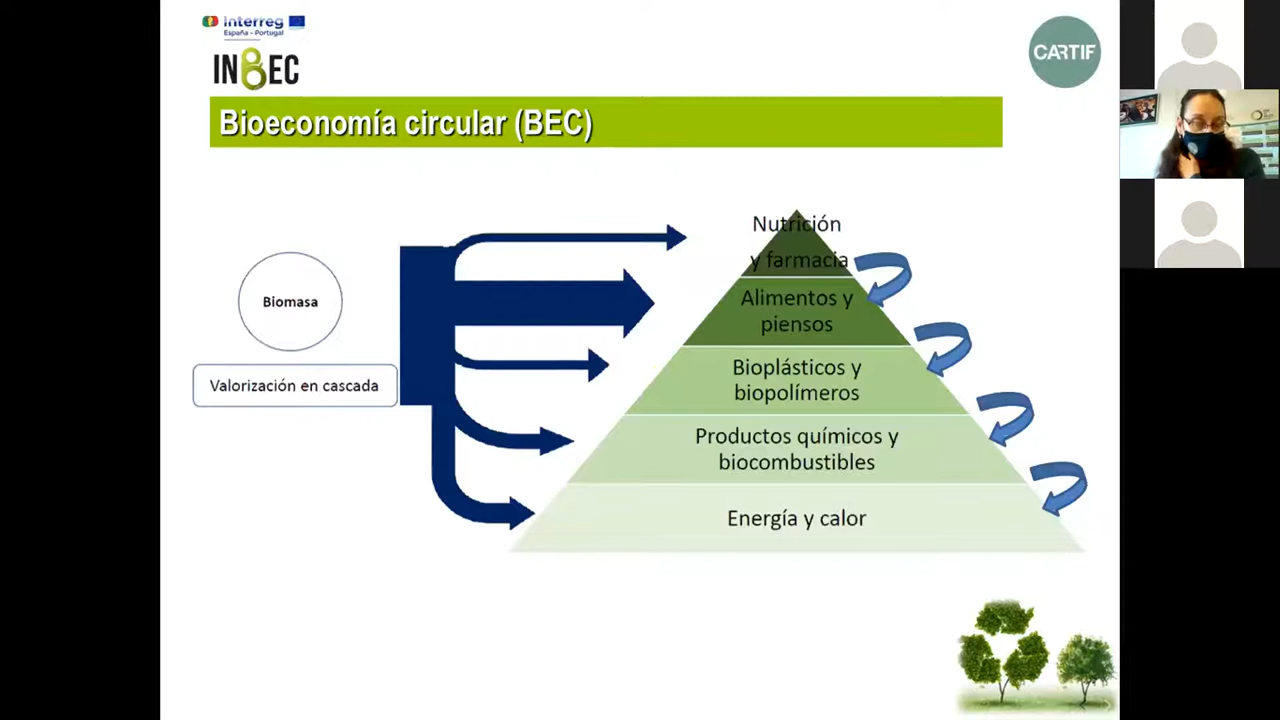 Interreg
España - Portugal
INBEC
CARTIF
Bioeconomía circular (BEC)
Biomasa
Valorización en cascada
Nutrición
y farmacia
Alimentos y
piensos
Bioplásticos y
biopolímeros
Productos químicos y
biocombustibles
Energía y calor